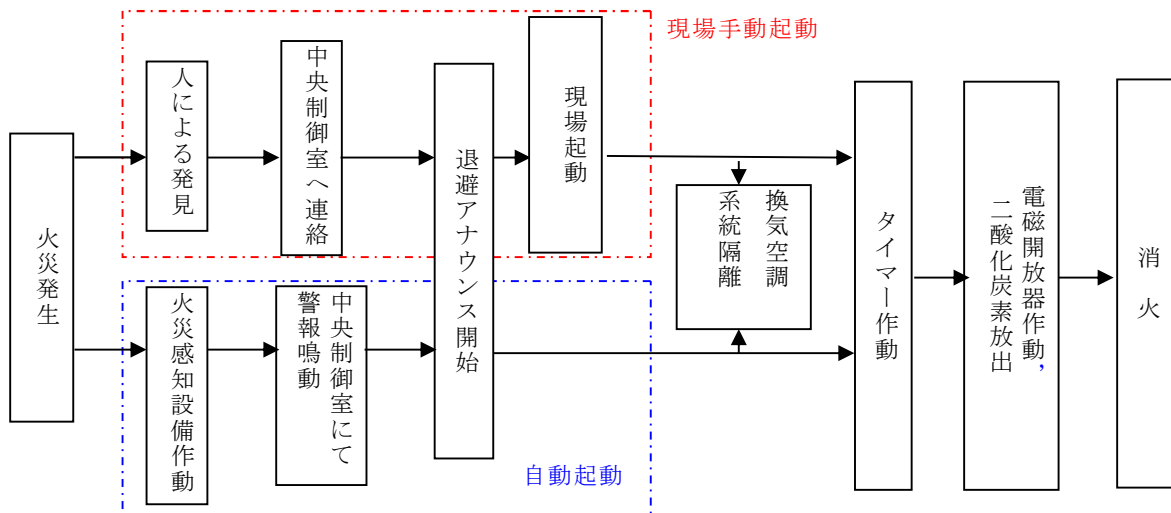 現場手動起動
火災発生
人による発見
中央制御室へ連絡
退避アナウンス開始
現場起動
換気空調
系統隔離
タイマー作動
電磁開放器作動,
二酸化炭素放出
消火
火災感知設備作動
中央制御室にて
警報鳴動
自動起動